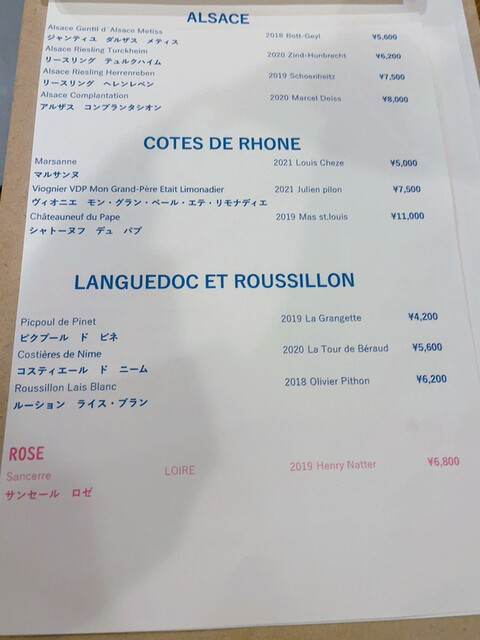 ALSACE
Alsace Gentil d'Alsace Metiss 2018 Bott-Geyl ¥5,600
ジャンティユ ダルザス メティス
Alsace Riesling Turckheim 2020 Zind-Hunbrecht ¥6,200
リースリング テュルクハイム
Alsace Riesling Herrenreben 2019 Schoenheitz ¥7,500
リースリング ヘレンレベン
Alsace Complantation 2020 Marcel Deiss ¥8,000
アルザス コンプランタシオン
COTES DE RHONE
Marsanne 2021 Louis Cheze ¥5,000
マルサンヌ
Viognier VDP Mon Grand-Père Etait Limonadier 2021 Julien pilon ¥7,500
ヴィオニエ モン・グラン・ペール・エテ・リモナディエ
Châteauneuf du Pape 2019 Mas st.louis ¥11,000
シャトーヌフ デュ パプ
LANGUEDOC ET ROUSSILLON
Picpoul de Pinet 2019 La Grangette ¥4,200
ピクプール ド ピネ
Costières de Nime 2020 La Tour de Béraud ¥5,600
コスティエール ド ニーム
Roussillon Lais Blanc 2018 Olivier Pithon ¥6,200
ルーション ライス・ブラン
ROSE
Sancerre LOIRE 2019 Henry Natter ¥6,800
サンセール ロゼ